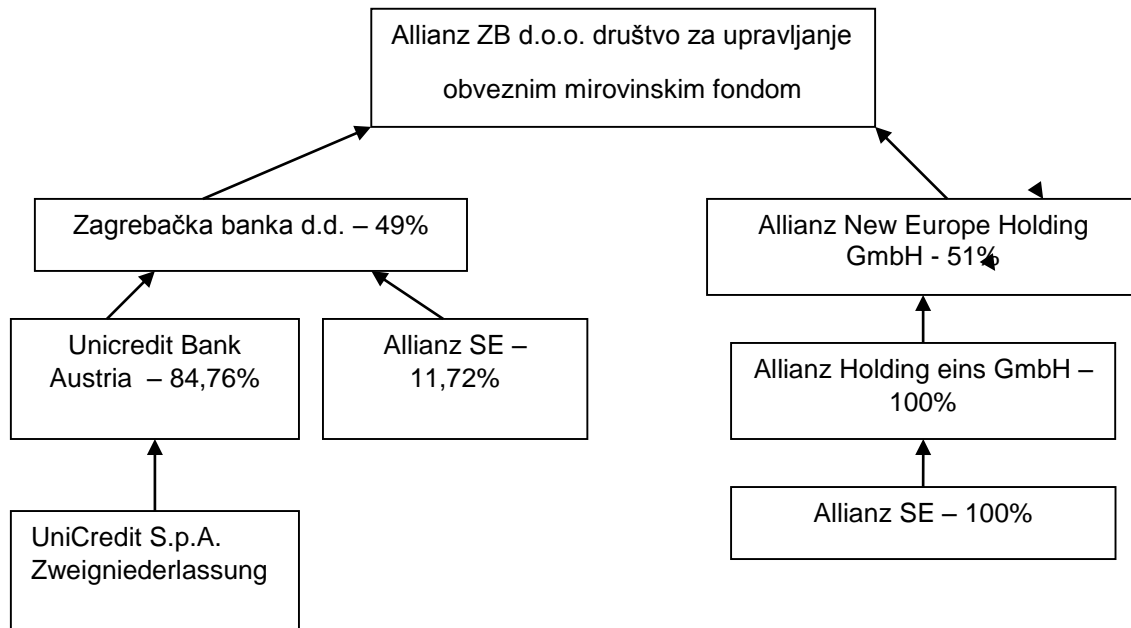 Allianz ZB d.o.o. društvo za upravljanje
obveznim mirovinskim fondom
Zagrebačka banka d.d. – 49%
Allianz New Europe Holding
GmbH - 51%
Unicredit Bank
Austria – 84,76%
Allianz SE –
11,72%
Allianz Holding eins GmbH –
100%
UniCredit S.p.A.
Zweigniederlassung
Allianz SE – 100%